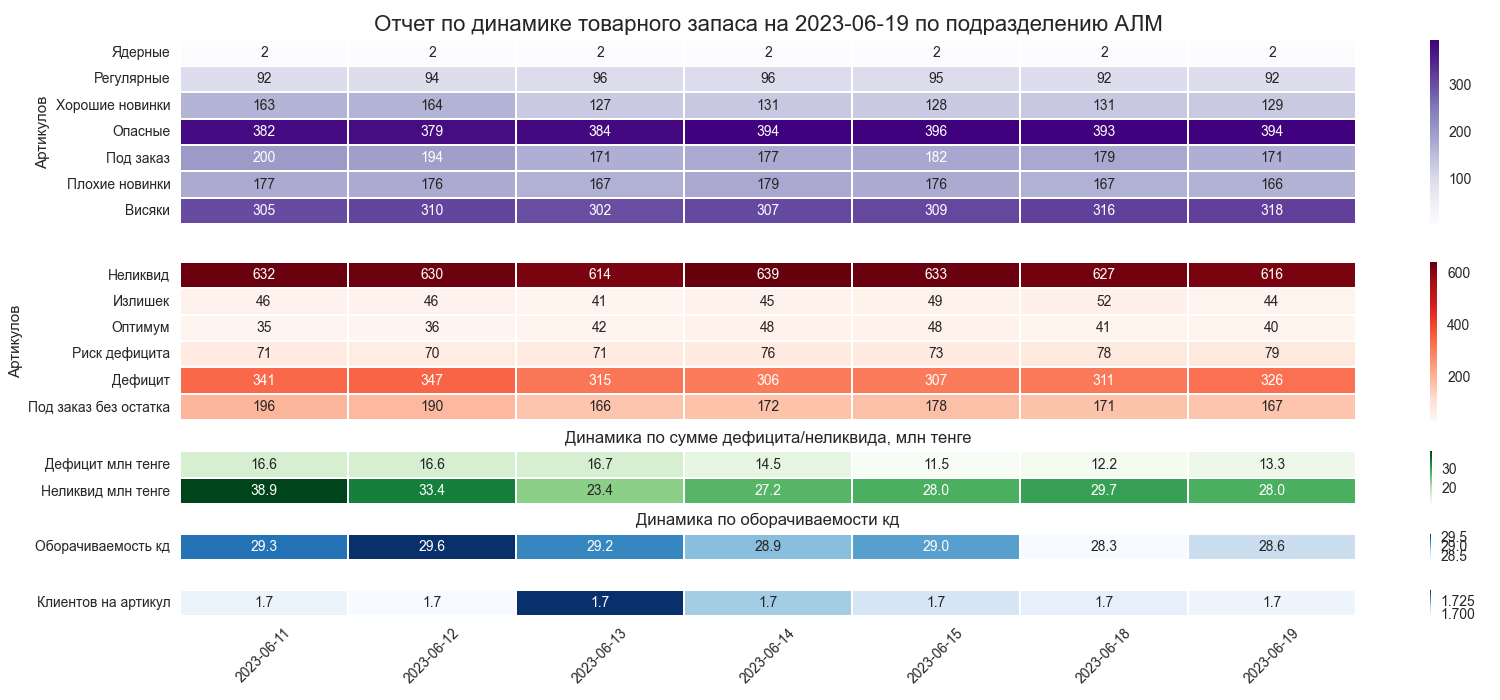 Отчет по динамике товарного запаса на 2023-06-19 по подразделению АЛМ
Артикулов
Ядерные 2 2 2 2 2 2 2
Регулярные 92 94 96 96 95 92 92
Хорошие новинки 163 164 127 131 128 131 129
Опасные 382 379 384 394 396 393 394
Под заказ 200 194 171 177 182 179 171
Плохие новинки 177 176 167 179 176 167 166
Висяки 305 310 302 307 309 316 318
300
200
100
Артикулов
Неликвид 632 630 614 639 633 627 616
Излишек 46 46 41 45 49 52 44
Оптимум 35 36 42 48 48 41 40
Риск дефицита 71 70 71 76 73 78 79
Дефицит 341 347 315 306 307 311 326
Под заказ без остатка 196 190 166 172 178 171 167
600
400
200
Динамика по сумме дефицита/неликвида, млн тенге
Дефицит млн тенге 16.6 16.6 16.7 14.5 11.5 12.2 13.3
Неликвид млн тенге 38.9 33.4 23.4 27.2 28.0 29.7 28.0
30
20
Динамика по оборачиваемости кд
Оборачиваемость кд 29.3 29.6 29.2 28.9 29.0 28.3 28.6
29.5
29.0
28.5
Клиентов на артикул 1.7 1.7 1.7 1.7 1.7 1.7 1.7
1.725
1.700
2023-06-11 2023-06-12 2023-06-13 2023-06-14 2023-06-15 2023-06-18 2023-06-19